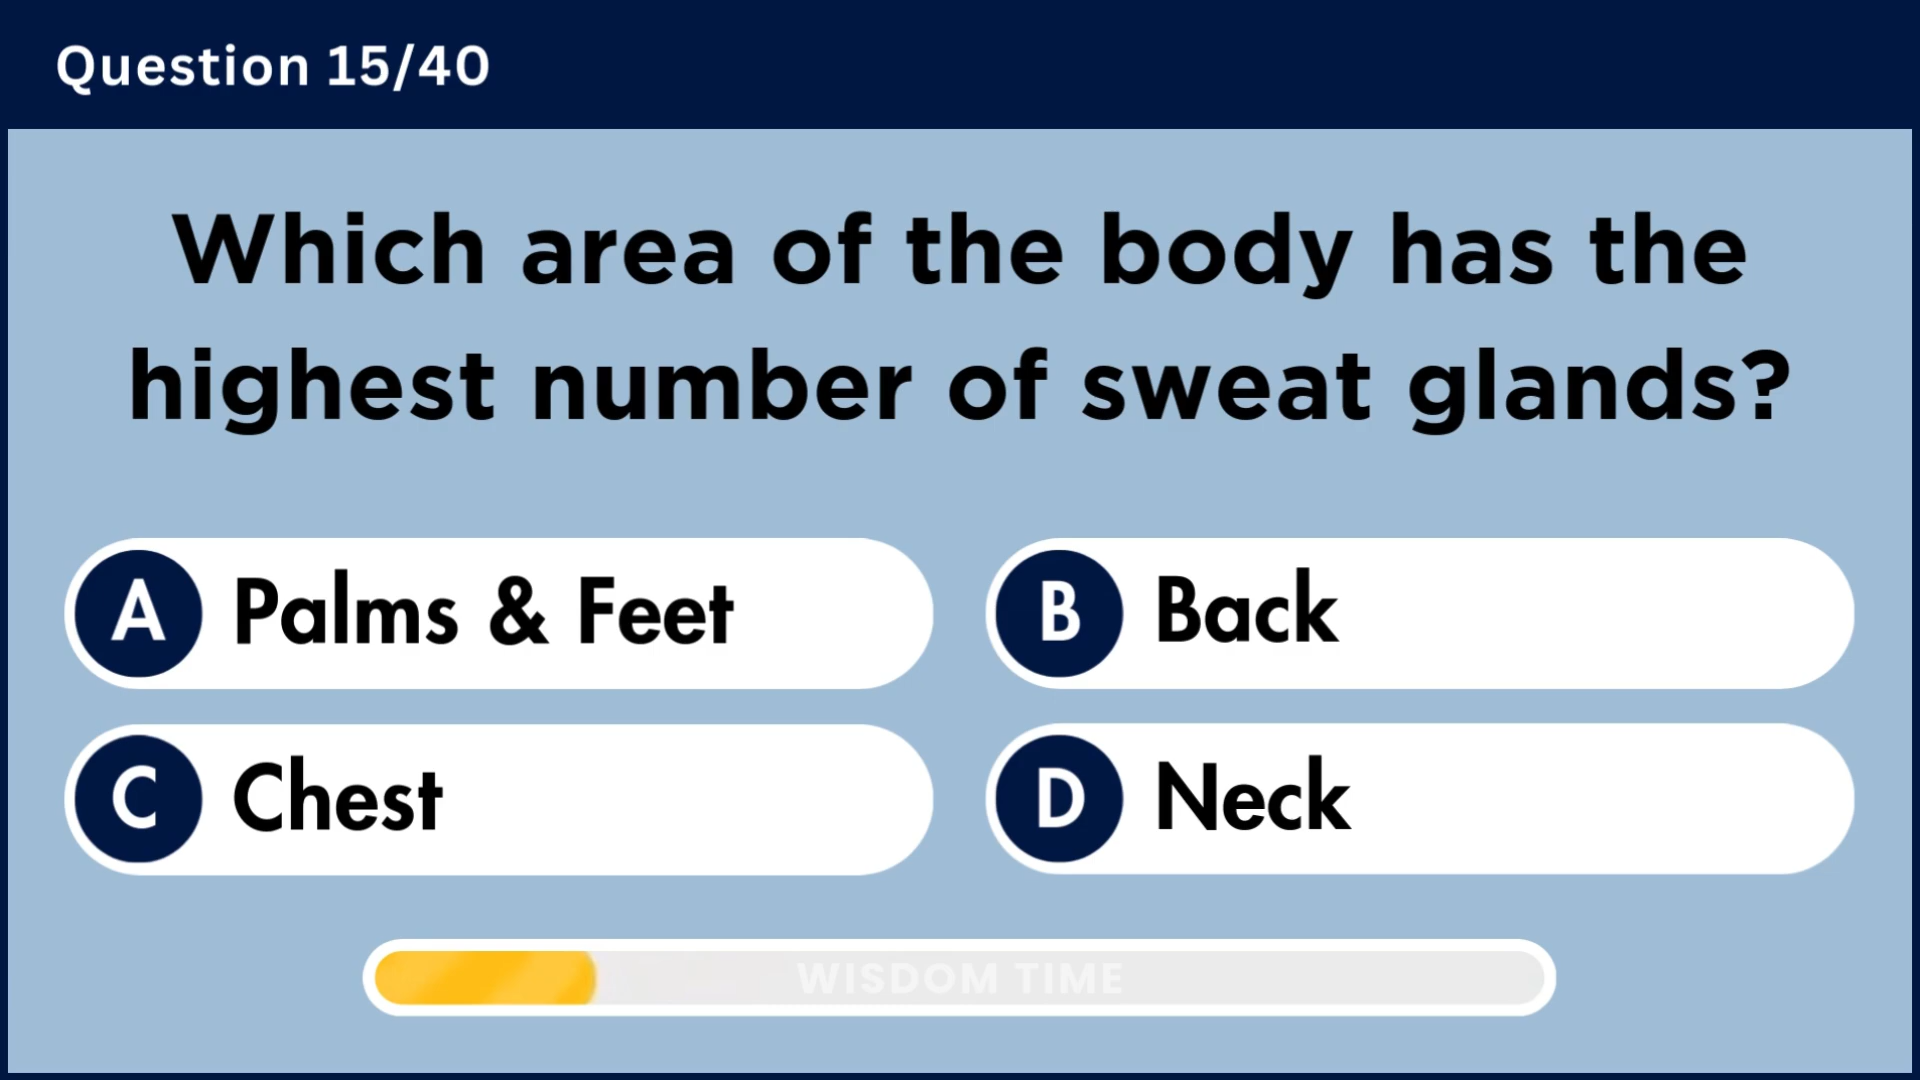 Question 15/40
Which area of the body has the
highest number of sweat glands?
A Palms & Feet
B Back
C Chest
D Neck
WISDOM TIME